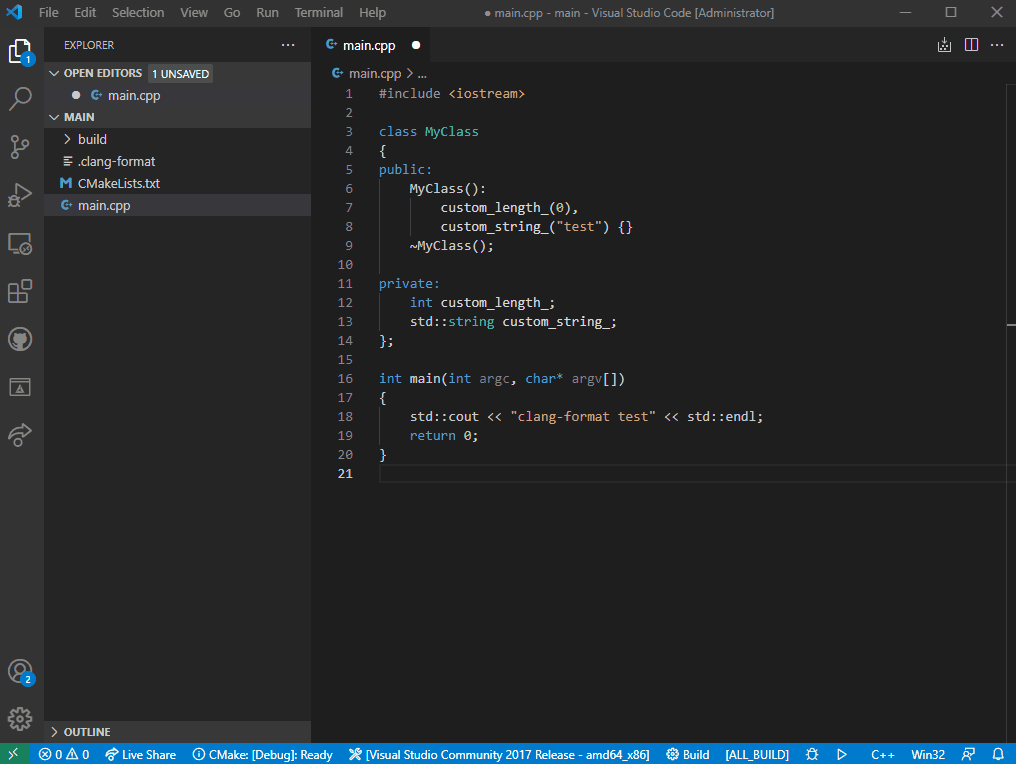 File Edit Selection View Go Run Terminal Help ● main.cpp - main - Visual Studio Code [Administrator]
EXPLORER ···
OPEN EDITORS 1 UNSAVED
● main.cpp
MAIN
build
.clang-format
CMakeLists.txt
main.cpp
OUTLINE
1
2
main.cpp ●
main.cpp > ...
1 #include <iostream>
2
3 class MyClass
4 {
5 public:
6     MyClass():
7         custom_length_(0),
8         custom_string_("test") {}
9     ~MyClass();
10
11 private:
12     int custom_length_;
13     std::string custom_string_;
14 };
15
16 int main(int argc, char* argv[])
17 {
18     std::cout << "clang-format test" << std::endl;
19     return 0;
20 }
21
0 0 Live Share CMake: [Debug]: Ready [Visual Studio Community 2017 Release - amd64_x86] Build [ALL_BUILD] C++ Win32